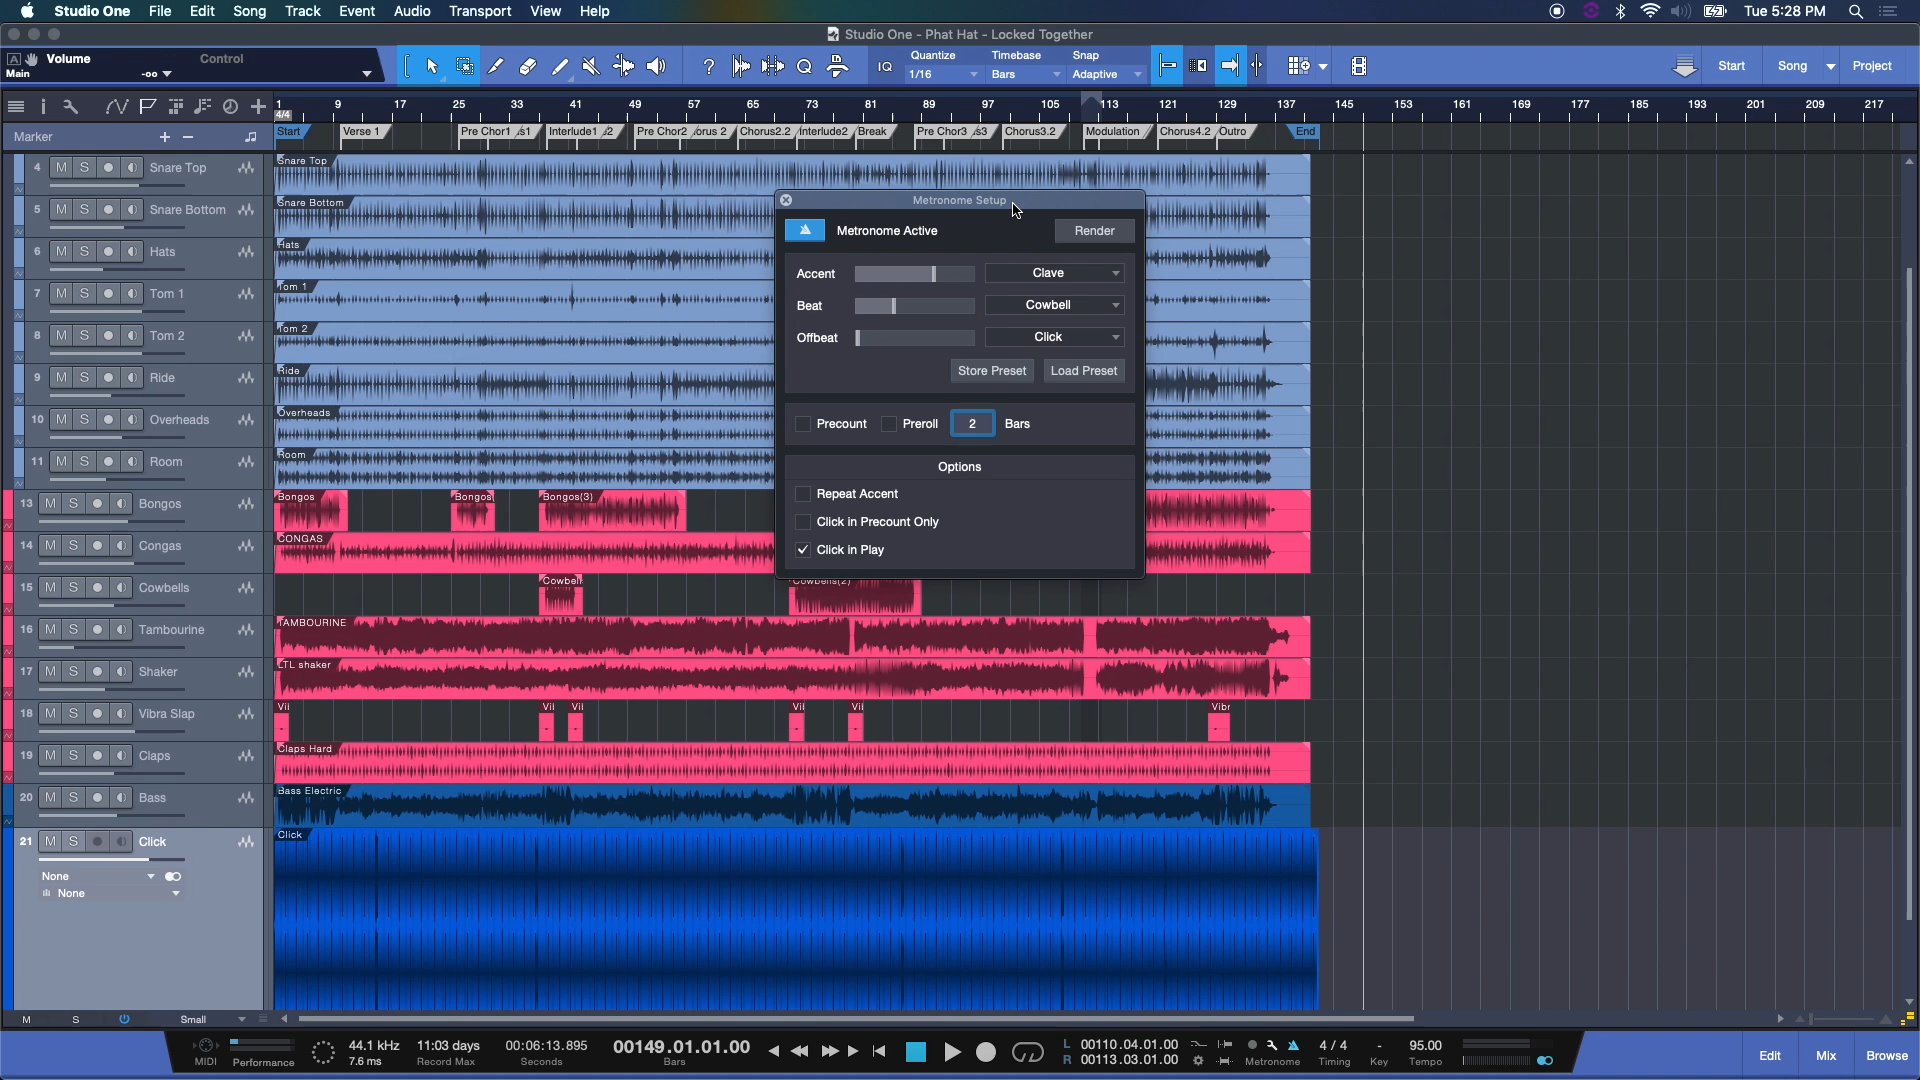 Studio One File Edit Song Track Event Audio Transport View Help Tue 5:28 PM
Studio One - Phat Hat - Locked Together
Volume Control
Main -oo
IQ Quantize Timebase Snap
1/16 Bars Adaptive
Start Song Project
1 9 17 25 33 41 49 57 65 73 81 89 97 105 113 121 129 137 145 153 161 169 177 185 193 201 209 217
4/4
Marker
Start Verse 1 Pre Chor1 Interlude1 Pre Chor2 Chorus2.2 Interlude2 Break Pre Chor3 Chorus3.2 Modulation Chorus4.2 Outro End
4 M S Snare Top
Snare Top
5 M S Snare Bottom
Snare Bottom
6 M S Hats
Hats
7 M S Tom 1
Tom 1
8 M S Tom 2
Tom 2
9 M S Ride
Ride
10 M S Overheads
Overheads
11 M S Room
Room
13 M S Bongos
Bongos Bongos Bongos(3)
14 M S Congas
CONGAS
15 M S Cowbells
Cowbell Cowbells(2)
16 M S Tambourine
TAMBOURINE
17 M S Shaker
LTL shaker
18 M S Vibra Slap
Vibr
19 M S Claps
Claps Hard
20 M S Bass
Bass Electric
21 M S Click
Click
None
None
Metronome Setup
Metronome Active Render
Accent Clave
Beat Cowbell
Offbeat Click
Store Preset Load Preset
Precount Preroll 2 Bars
Options
Repeat Accent
Click in Precount Only
Click in Play
M S Small
MIDI
Performance
44.1 kHz
7.6 ms
11:03 days
Record Max
00:06:13.895
Seconds
00149.01.01.00
Bars
L 00110.04.01.00
R 00113.03.01.00
Metronome
4 / 4
Timing
-
Key
95.00
Tempo
Edit Mix Browse